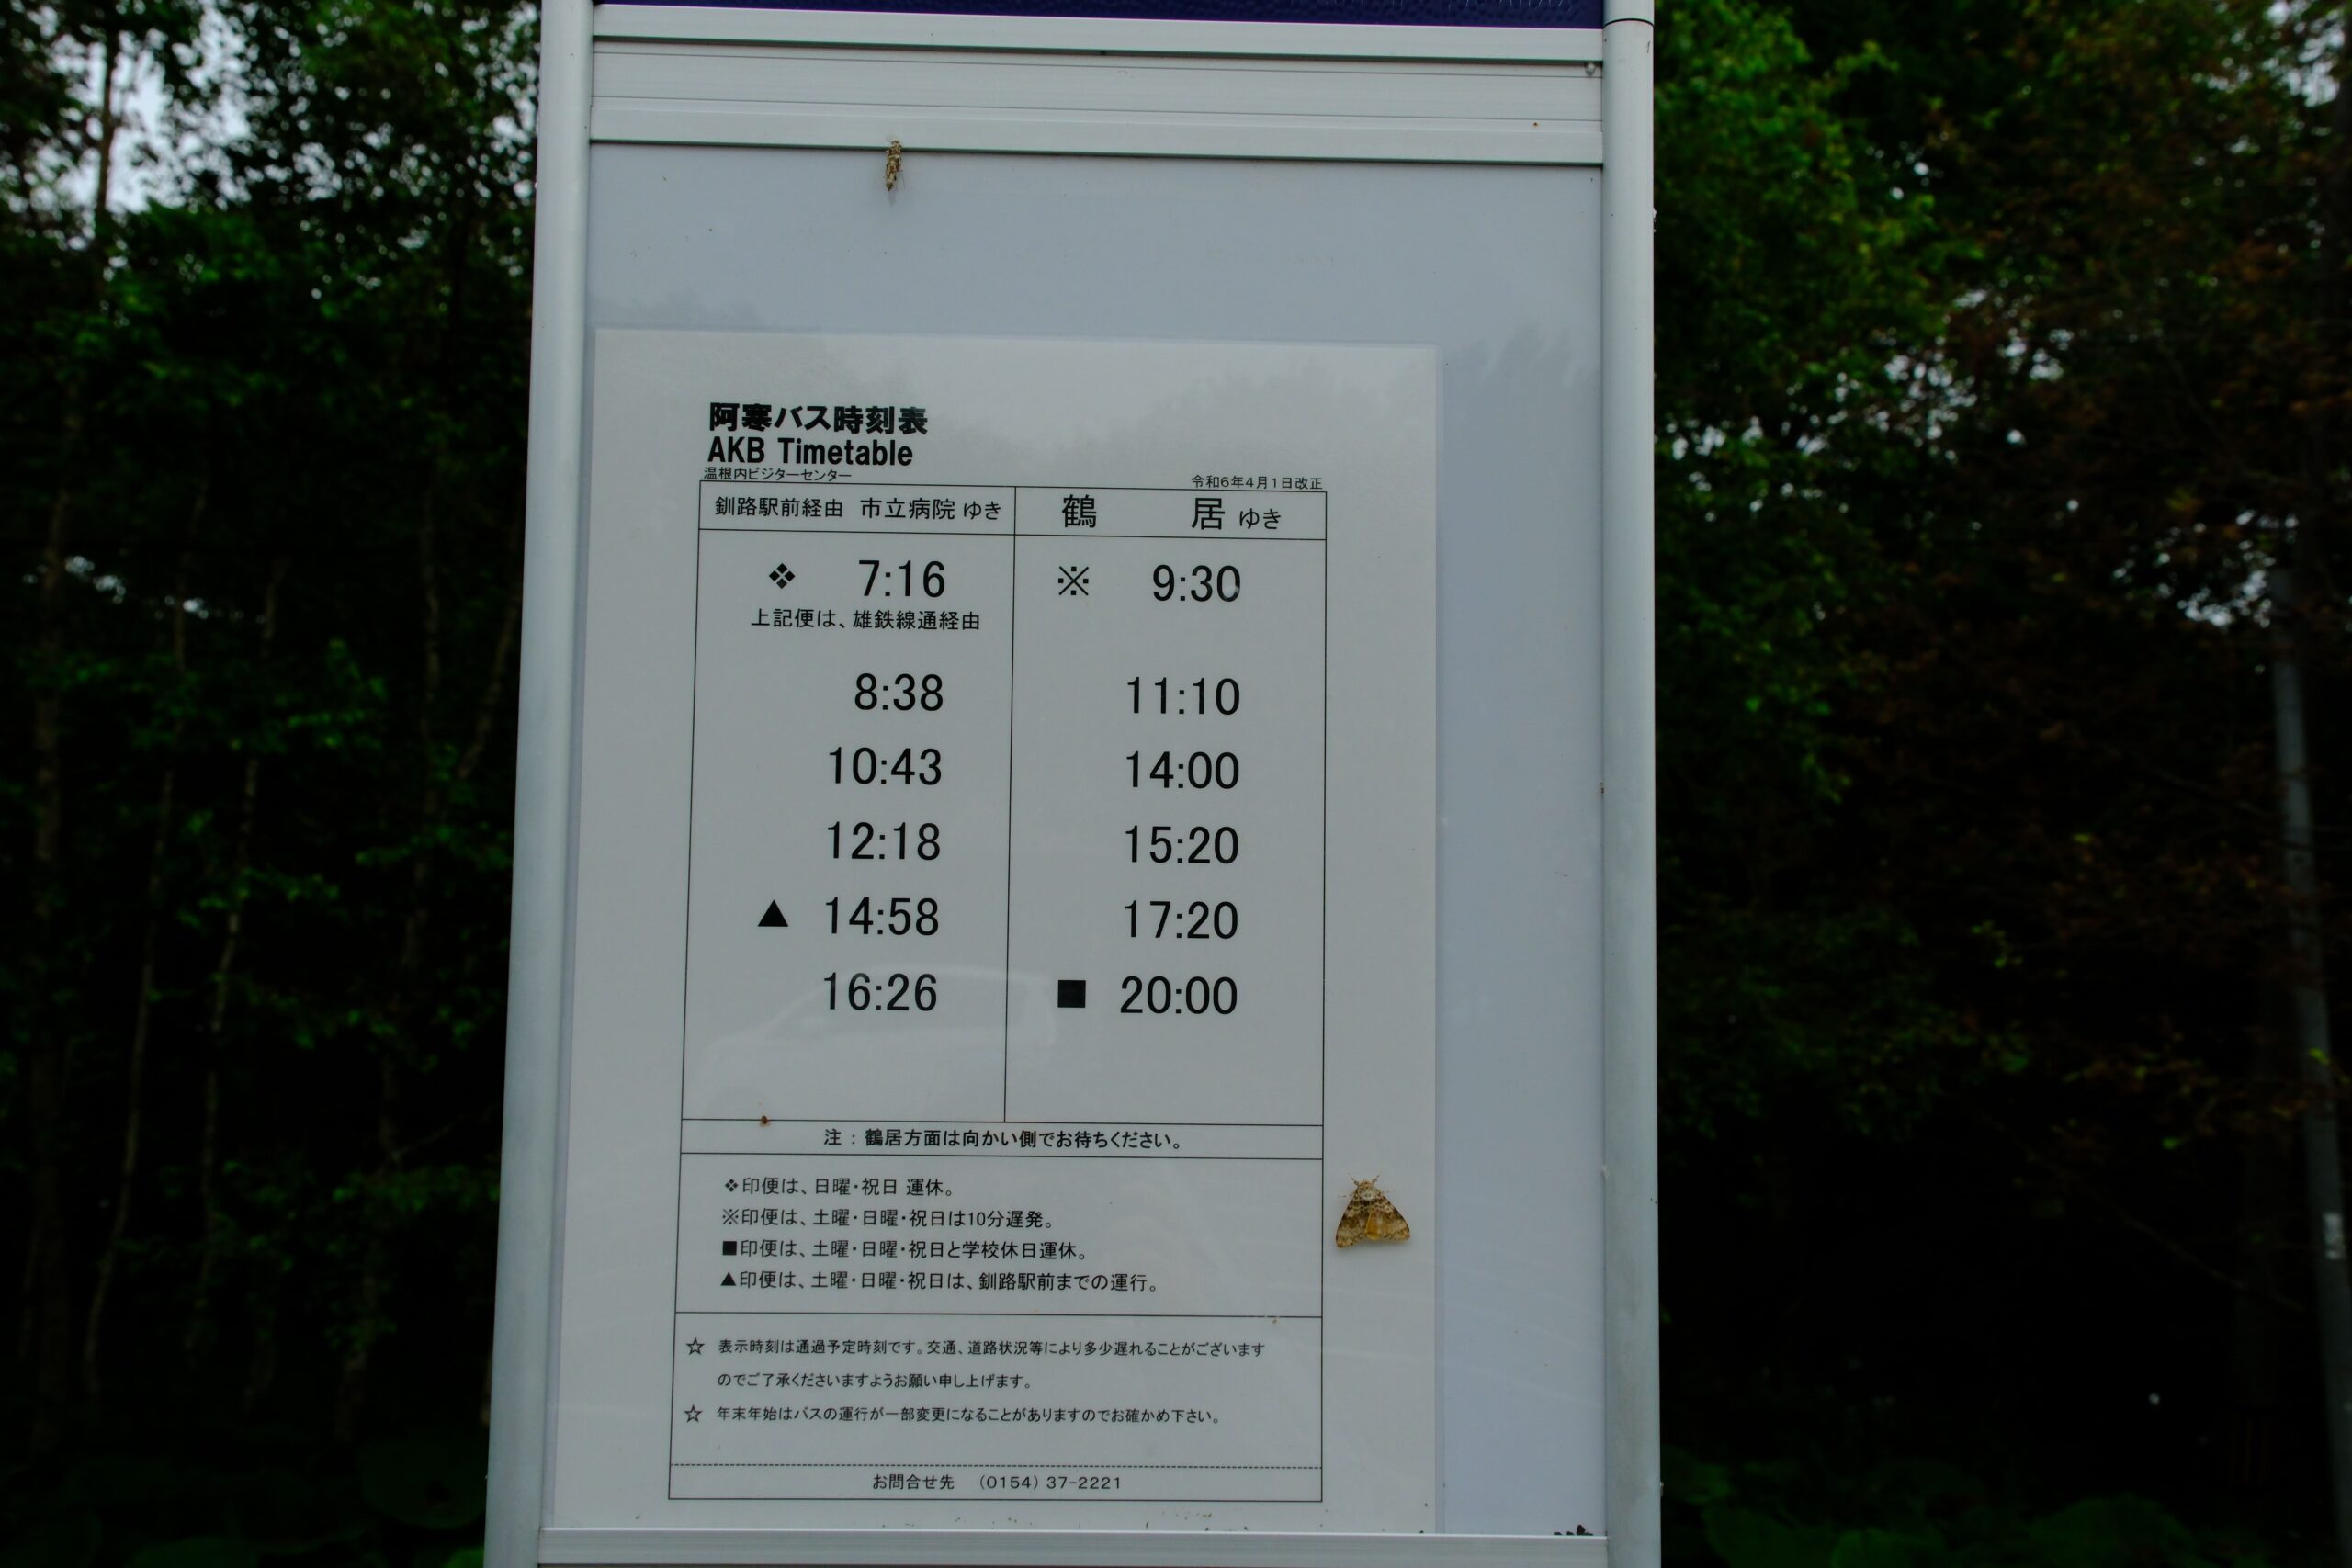 阿寒バス時刻表
AKB Timetable
温根内ビジターセンター
令和6年4月1日改正
釧路駅前経由 市立病院 ゆき
鶴 居 ゆき
❖ 7:16
※ 9:30
上記便は、雄鉄線通経由
8:38
11:10
10:43
14:00
12:18
15:20
▲ 14:58
17:20
16:26
■ 20:00
注：鶴居方面は向かい側でお待ちください。
❖印便は、日曜・祝日 運休。
※印便は、土曜・日曜・祝日は10分遅発。
■印便は、土曜・日曜・祝日と学校休日運休。
▲印便は、土曜・日曜・祝日は、釧路駅前までの運行。
☆ 表示時刻は通過予定時刻です。交通、道路状況等により多少遅れることがございます
のでご了承くださいますようお願い申し上げます。
☆ 年末年始はバスの運行が一部変更になることがありますのでお確かめ下さい。
お問合せ先 （0154）37-2221